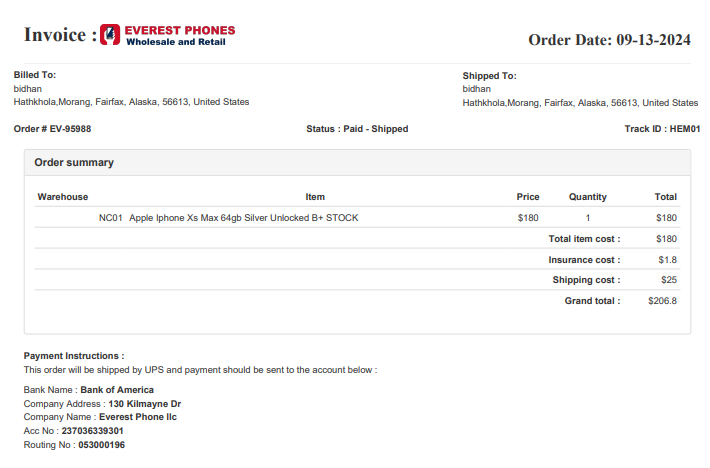 Invoice : EVEREST PHONES
Wholesale and Retail
Order Date: 09-13-2024
Billed To:
bidhan
Hathkhola,Morang, Fairfax, Alaska, 56613, United States
Shipped To:
bidhan
Hathkhola,Morang, Fairfax, Alaska, 56613, United States
Order # EV-95988 Status : Paid - Shipped Track ID : HEM01
Order summary
Warehouse Item Price Quantity Total
NC01 Apple Iphone Xs Max 64gb Silver Unlocked B+ STOCK $180 1 $180
Total item cost : $180
Insurance cost : $1.8
Shipping cost : $25
Grand total : $206.8
Payment Instructions :
This order will be shipped by UPS and payment should be sent to the account below :
Bank Name : Bank of America
Company Address : 130 Kilmayne Dr
Company Name : Everest Phone llc
Acc No : 237036339301
Routing No : 053000196